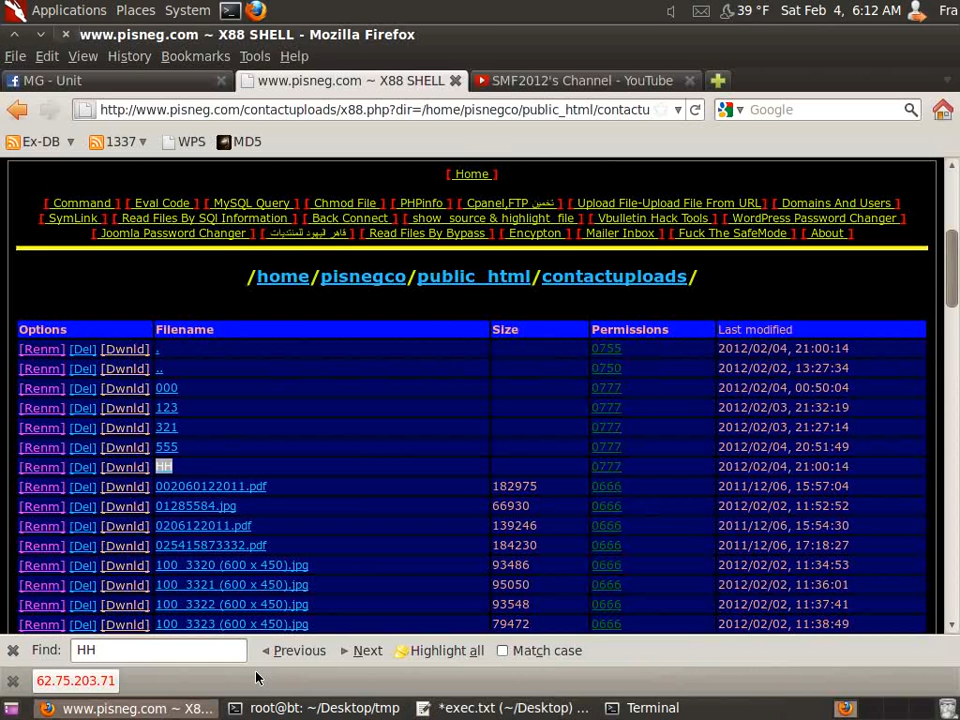 Applications Places System 39 °F Sat Feb 4, 6:12 AM Fra
www.pisneg.com ~ X88 SHELL - Mozilla Firefox
File Edit View History Bookmarks Tools Help
MG - Unit www.pisneg.com ~ X88 SHELL SMF2012's Channel - YouTube
http://www.pisneg.com/contactuploads/x88.php?dir=/home/pisnegco/public_html/contactu Google
Ex-DB 1337 WPS MD5
[ Home ]
[ Command ] [ Eval Code ] [ MySQL Query ] [ Chmod File ] [ PHPinfo ] [ Cpanel,FTP تخمين ] [ Upload File-Upload File From URL ] [ Domains And Users ]
[ SymLink ] [ Read Files By SQl Information ] [ Back Connect ] [ show_source & highlight_file ] [ Vbulletin Hack Tools ] [ WordPress Password Changer ]
[ Joomla Password Changer ] [ قاهر اليهود للمنتديات ] [ Read Files By Bypass ] [ Encypton ] [ Mailer Inbox ] [ Fuck The SafeMode ] [ About ]
/home/pisnegco/public_html/contactuploads/
Options Filename Size Permissions Last modified
[Renm] [Del] [Dwnld] . 0755 2012/02/04, 21:00:14
[Renm] [Del] [Dwnld] .. 0750 2012/02/02, 13:27:34
[Renm] [Del] [Dwnld] 000 0777 2012/02/04, 00:50:04
[Renm] [Del] [Dwnld] 123 0777 2012/02/03, 21:32:19
[Renm] [Del] [Dwnld] 321 0777 2012/02/03, 21:27:14
[Renm] [Del] [Dwnld] 555 0777 2012/02/04, 20:51:49
[Renm] [Del] [Dwnld] HH 0777 2012/02/04, 21:00:14
[Renm] [Del] [Dwnld] 002060122011.pdf 182975 0666 2011/12/06, 15:57:04
[Renm] [Del] [Dwnld] 01285584.jpg 66930 0666 2012/02/02, 11:52:52
[Renm] [Del] [Dwnld] 0206122011.pdf 139246 0666 2011/12/06, 15:54:30
[Renm] [Del] [Dwnld] 025415873332.pdf 184230 0666 2011/12/06, 17:18:27
[Renm] [Del] [Dwnld] 100_3320 (600 x 450).jpg 93486 0666 2012/02/02, 11:34:53
[Renm] [Del] [Dwnld] 100_3321 (600 x 450).jpg 95050 0666 2012/02/02, 11:36:01
[Renm] [Del] [Dwnld] 100_3322 (600 x 450).jpg 93548 0666 2012/02/02, 11:37:41
[Renm] [Del] [Dwnld] 100_3323 (600 x 450).jpg 79472 0666 2012/02/02, 11:38:49
Find: HH Previous Next Highlight all Match case
62.75.203.71
www.pisneg.com ~ X8... root@bt: ~/Desktop/tmp *exec.txt (~/Desktop) ... Terminal